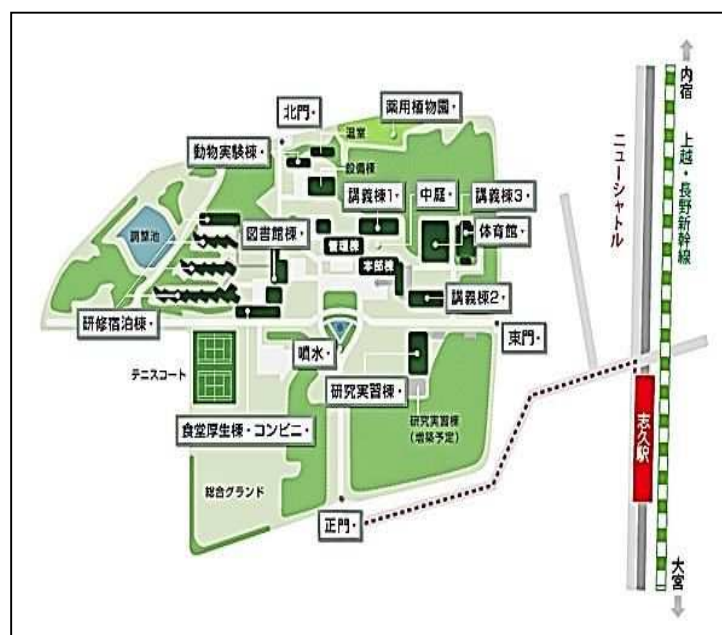 内宿
北門・
薬用植物園・
温室
動物実験棟・
設備棟
ニューシャトル
上越・長野新幹線
講義棟1・
中庭・
講義棟3・
調整池
図書館棟・
管理棟
体育館・
本部棟
講義棟2・
研修宿泊棟・
東門・
噴水・
テニスコート
研究実習棟・
研究実習棟
(増築予定)
食堂厚生棟・コンビニ・
志久駅
総合グランド
正門・
大宮